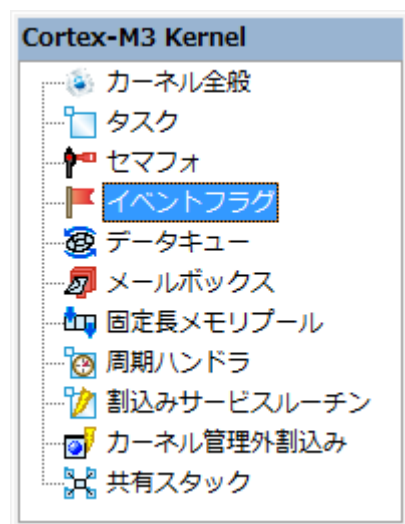 Cortex-M3 Kernel
カーネル全般
タスク
セマフォ
イベントフラグ
データキュー
メールボックス
固定長メモリプール
周期ハンドラ
割込みサービスルーチン
カーネル管理外割込み
共有スタック